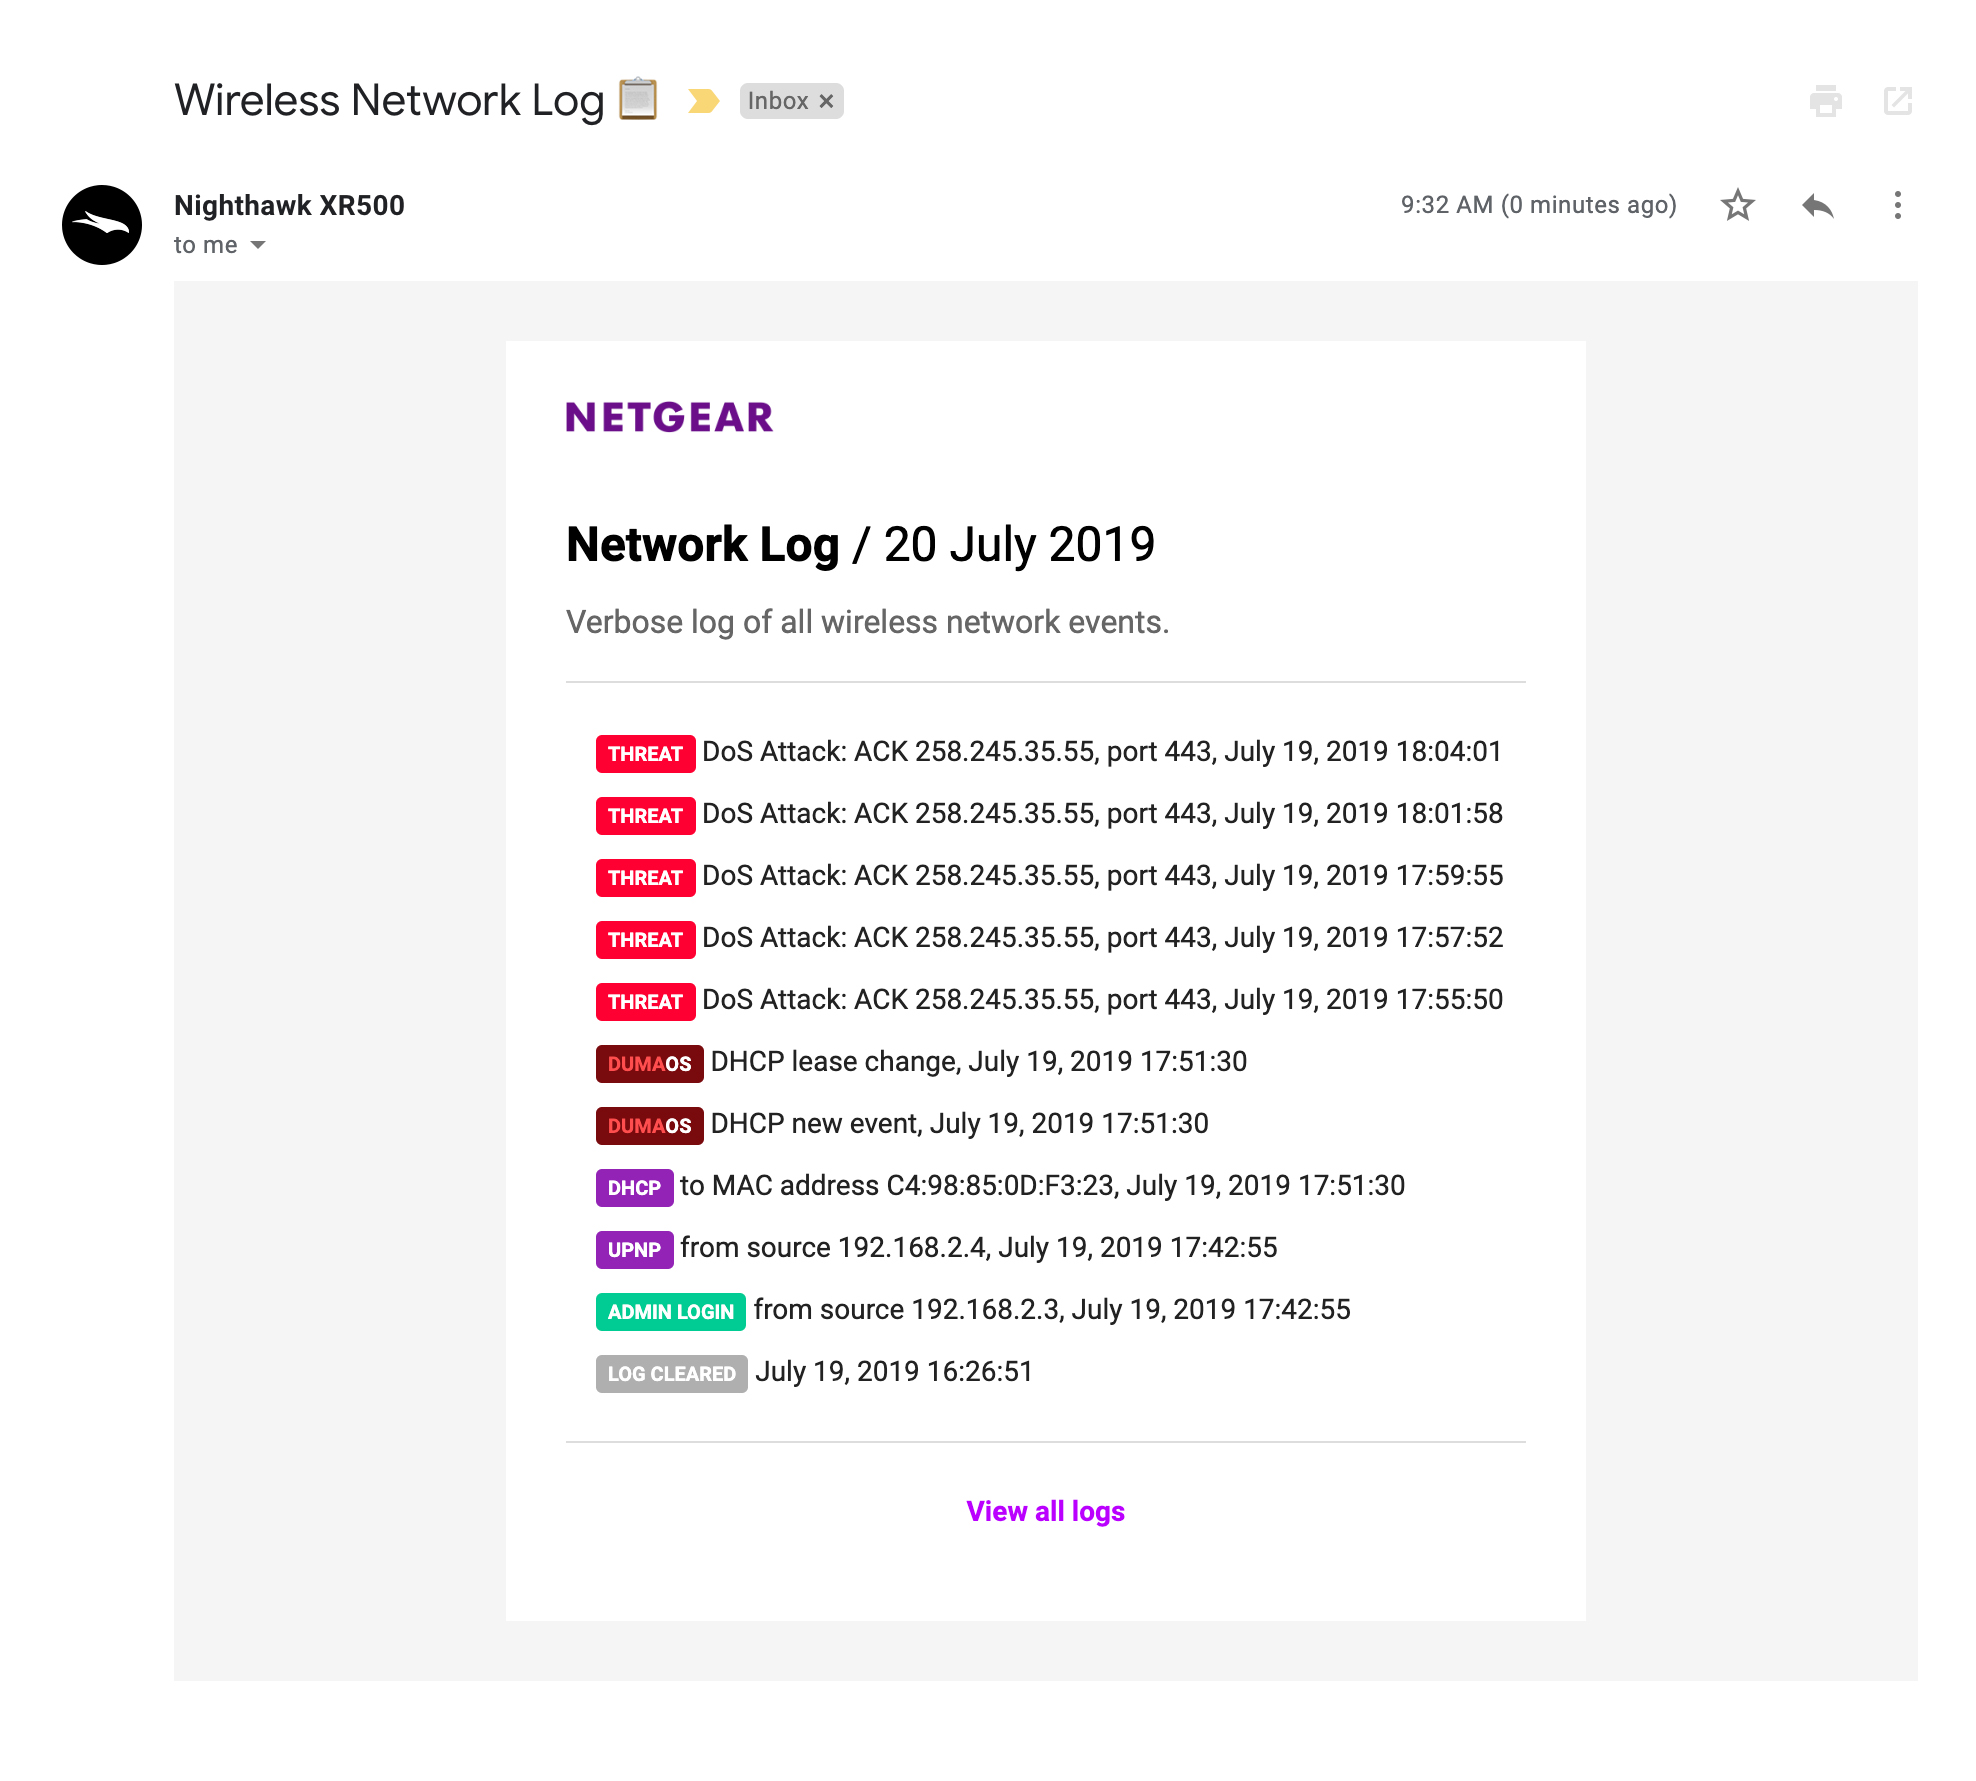 Wireless Network Log 📋 Inbox ×
Nighthawk XR500
9:32 AM (0 minutes ago)
to me
NETGEAR
Network Log / 20 July 2019
Verbose log of all wireless network events.
THREAT DoS Attack: ACK 258.245.35.55, port 443, July 19, 2019 18:04:01
THREAT DoS Attack: ACK 258.245.35.55, port 443, July 19, 2019 18:01:58
THREAT DoS Attack: ACK 258.245.35.55, port 443, July 19, 2019 17:59:55
THREAT DoS Attack: ACK 258.245.35.55, port 443, July 19, 2019 17:57:52
THREAT DoS Attack: ACK 258.245.35.55, port 443, July 19, 2019 17:55:50
DUMAOS DHCP lease change, July 19, 2019 17:51:30
DUMAOS DHCP new event, July 19, 2019 17:51:30
DHCP to MAC address C4:98:85:0D:F3:23, July 19, 2019 17:51:30
UPNP from source 192.168.2.4, July 19, 2019 17:42:55
ADMIN LOGIN from source 192.168.2.3, July 19, 2019 17:42:55
LOG CLEARED July 19, 2019 16:26:51
View all logs